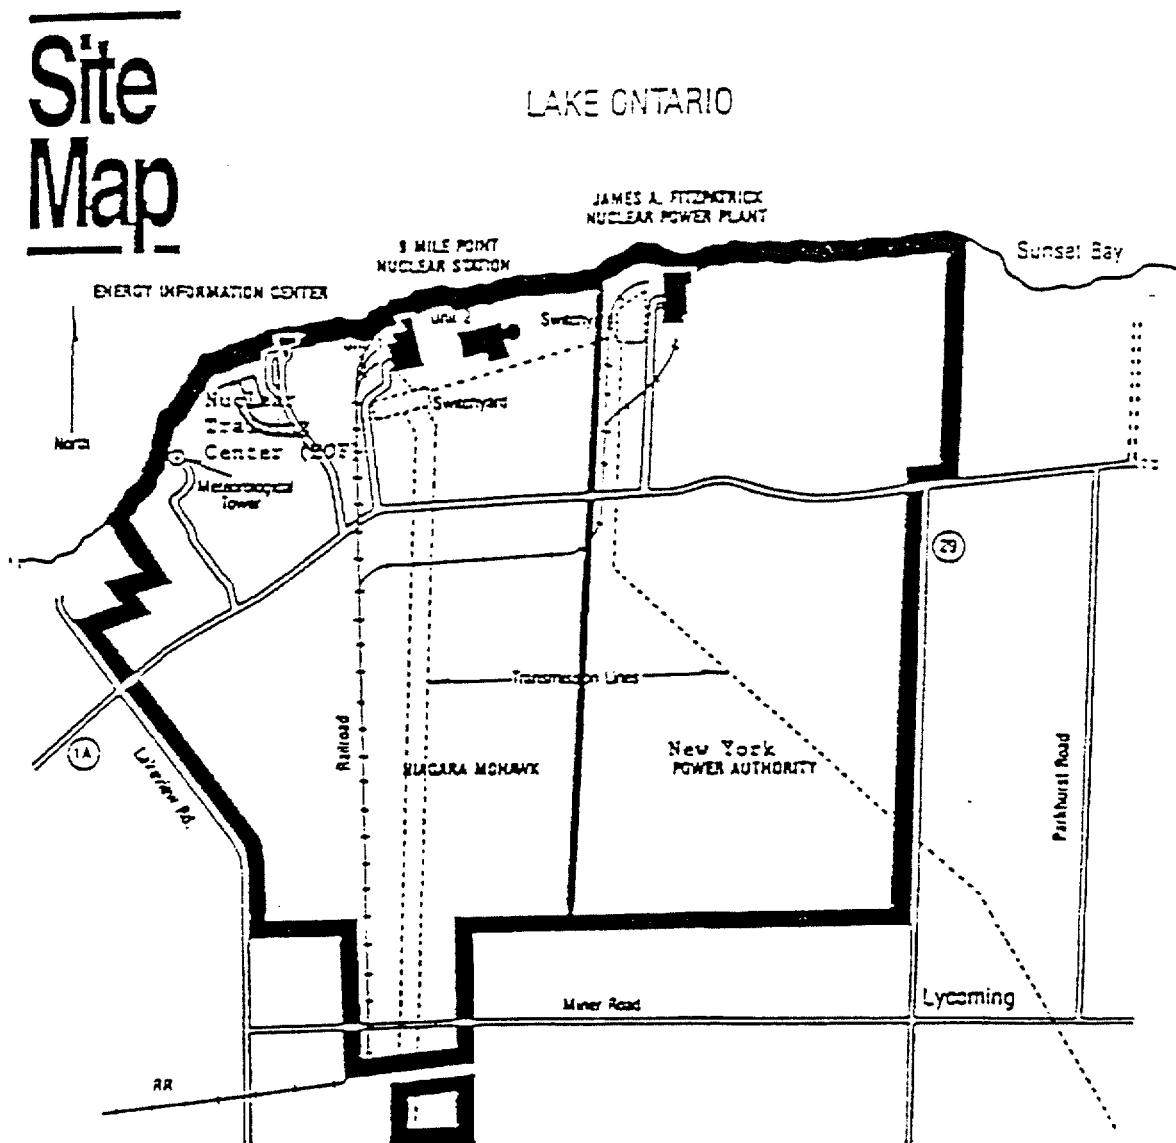 Site
Map
LAKE ONTARIO
JAMES A. FITZPATRICK
NUCLEAR POWER PLANT
Sunset Bay
9 MILE POINT
NUCLEAR STATION
ENERGY INFORMATION CENTER
Unit 2
Switchyard
North
Nuclear
Center (EOF
Meteorological
Tower
29
Transmission Lines
1A
Lakeview Rd.
Railroad
NIAGARA MOHAWK
New York
POWER AUTHORITY
Parkhurst Road
Miner Road
Lycoming
RR